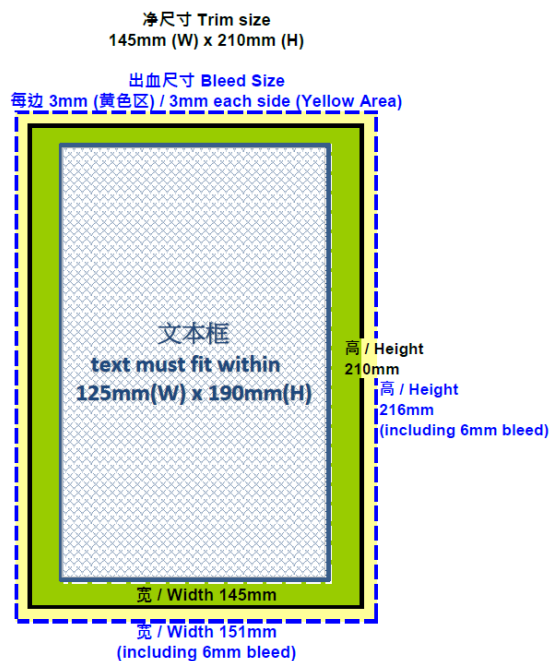 净尺寸 Trim size
145mm (W) x 210mm (H)
出血尺寸 Bleed Size
每边 3mm (黄色区) / 3mm each side (Yellow Area)
文本框
text must fit within
125mm(W) x 190mm(H)
高 / Height
210mm
高 / Height
216mm
(including 6mm bleed)
宽 / Width 145mm
宽 / Width 151mm
(including 6mm bleed)